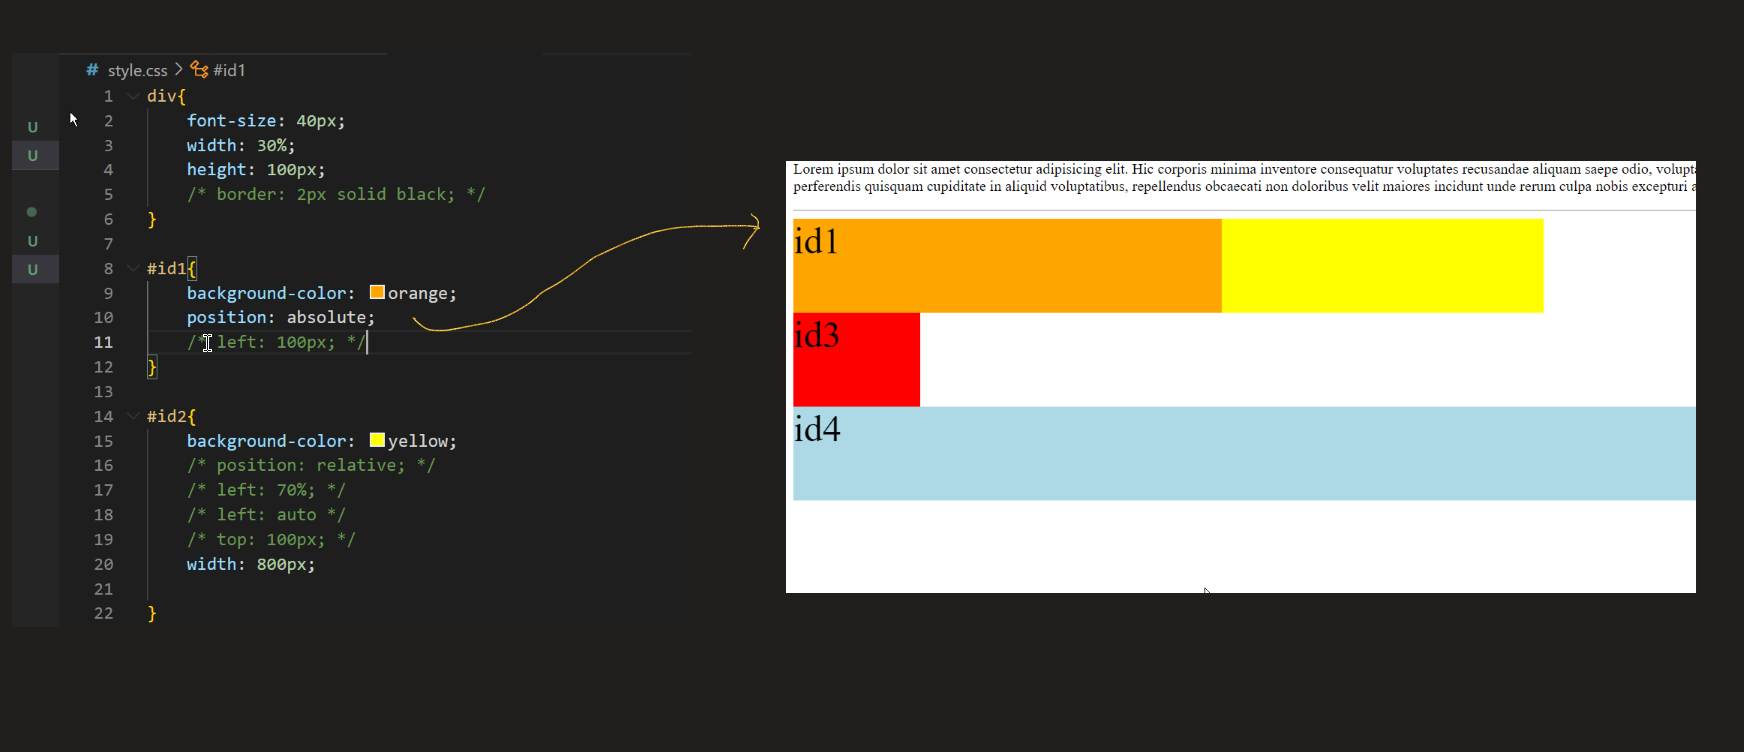 # style.css > #id1
1 div{
2 font-size: 40px;
3 width: 30%;
4 height: 100px;
5 /* border: 2px solid black; */
6 }
7
8 #id1{
9 background-color: orange;
10 position: absolute;
11 /* left: 100px; */
12 }
13
14 #id2{
15 background-color: yellow;
16 /* position: relative; */
17 /* left: 70%; */
18 /* left: auto */
19 /* top: 100px; */
20 width: 800px;
21
22 }
U
U
U
U
Lorem ipsum dolor sit amet consectetur adipisicing elit. Hic corporis minima inventore consequatur voluptates recusandae aliquam saepe odio, volupt
perferendis quisquam cupiditate in aliquid voluptatibus, repellendus obcaecati non doloribus velit maiores incidunt unde rerum culpa nobis excepturi a
id1
id3
id4